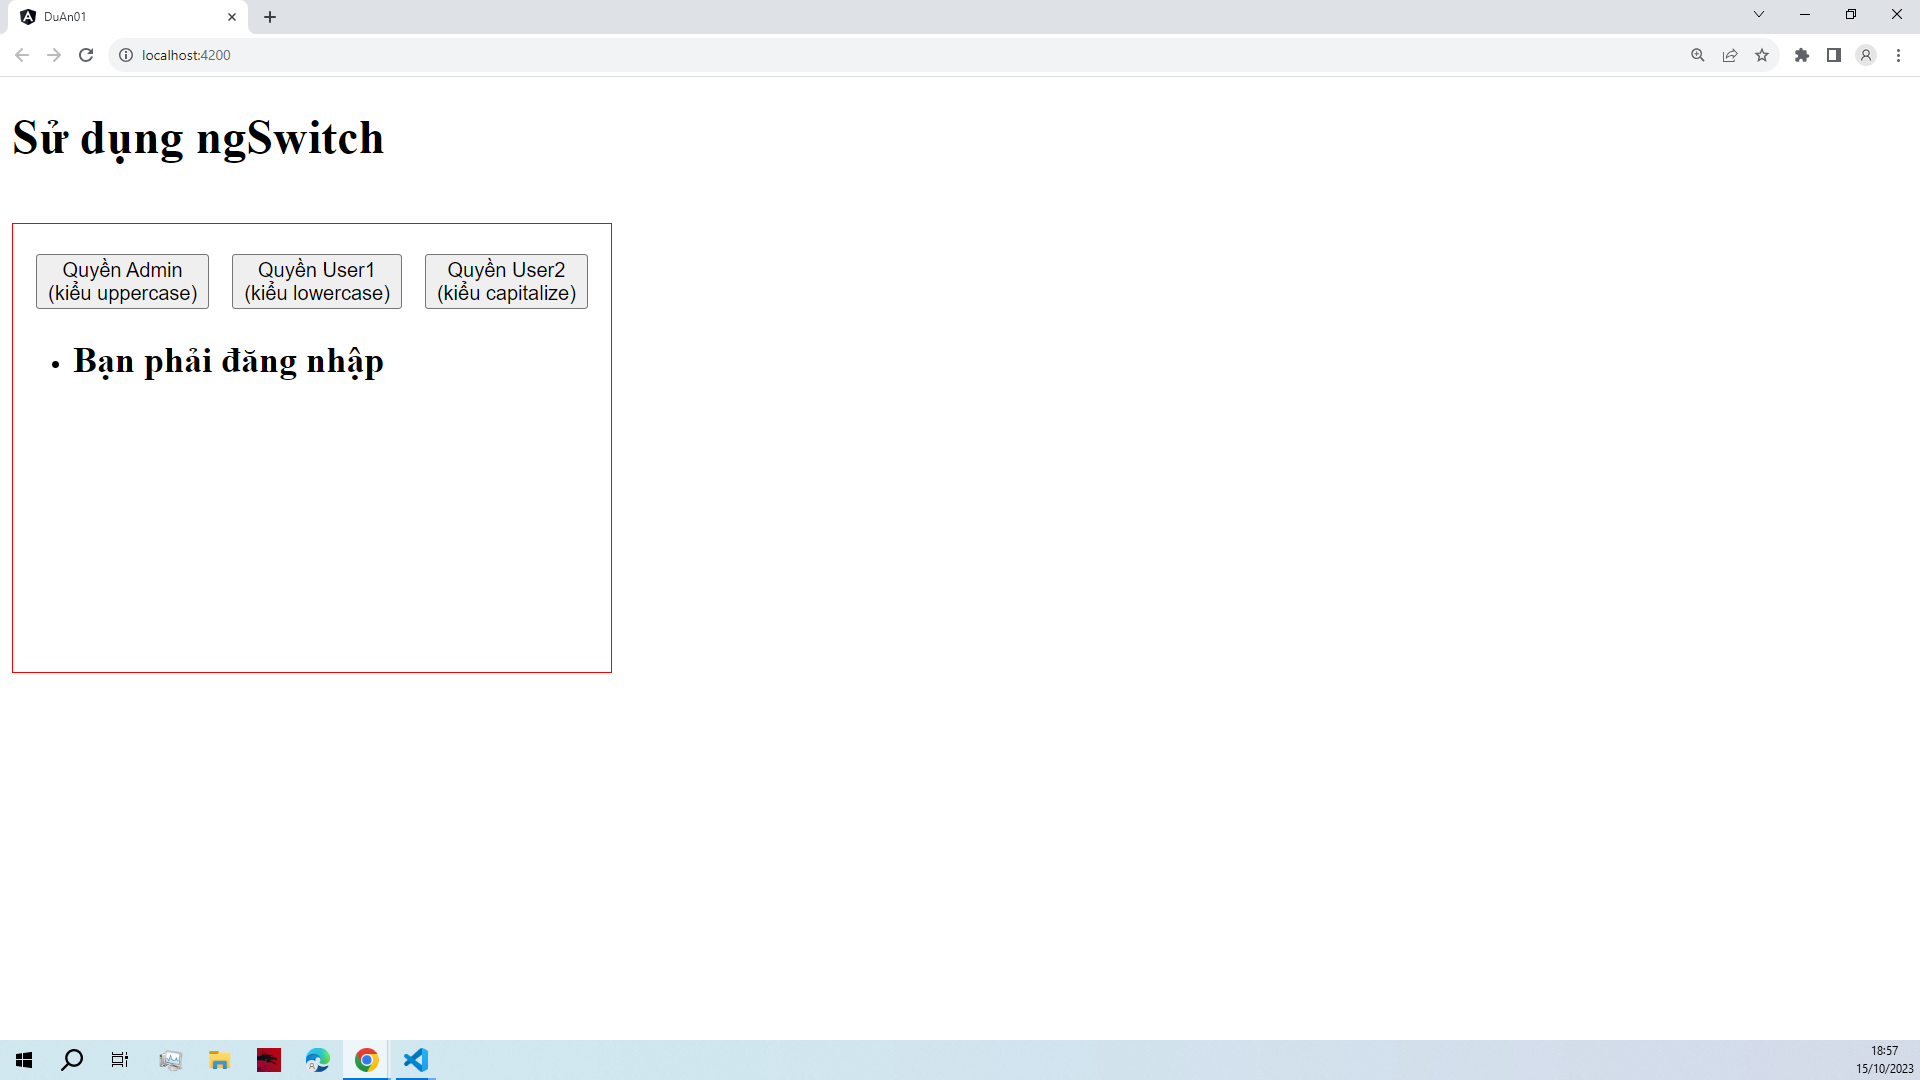 DuAn01
localhost:4200
Sử dụng ngSwitch
Quyền Admin
(kiểu uppercase)
Quyền User1
(kiểu lowercase)
Quyền User2
(kiểu capitalize)
Bạn phải đăng nhập
18:57
15/10/2023